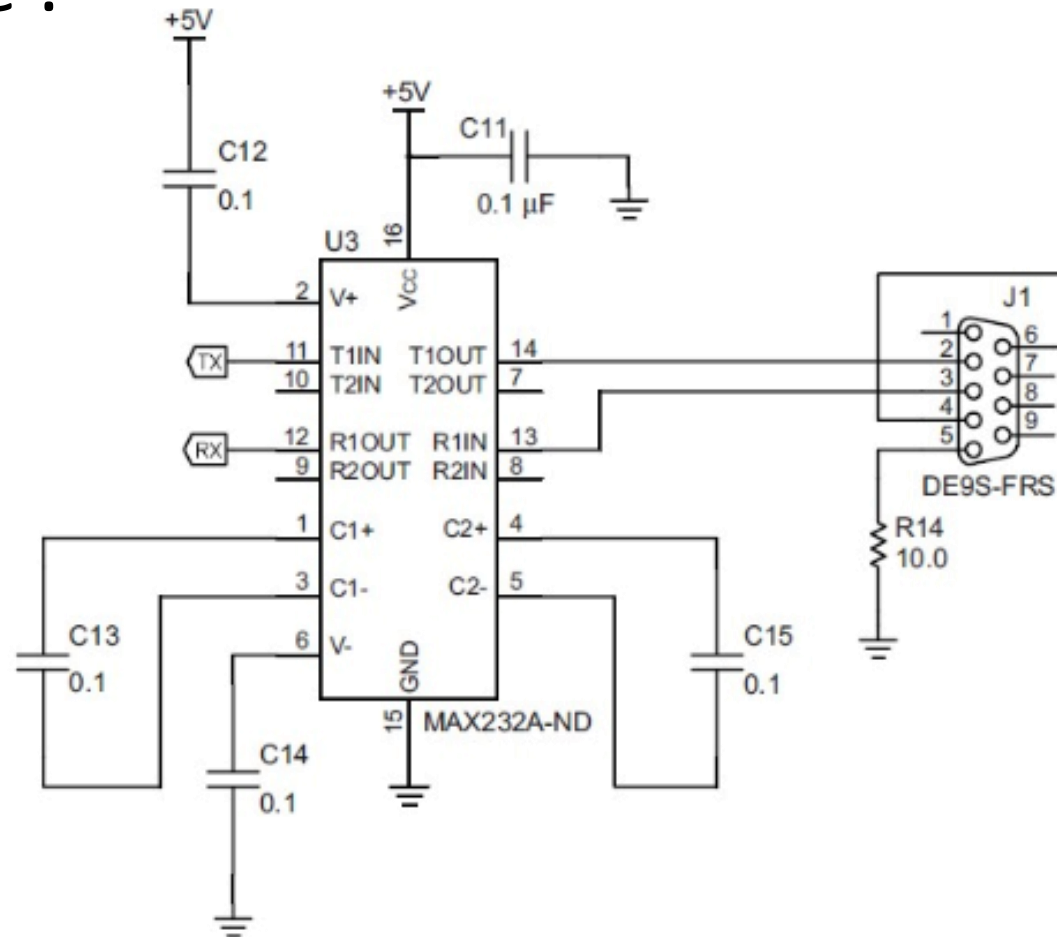 +5V
+5V
C12
0.1
C11
0.1 µF
U3
16
Vcc
2 V+
TX
11 T1IN T1OUT 14
10 T2IN T2OUT 7
RX
12 R1OUT R1IN 13
9 R2OUT R2IN 8
1 C1+ C2+ 4
3 C1- C2- 5
6 V-
GND
15
MAX232A-ND
C13
0.1
C14
0.1
C15
0.1
J1
1
2
3
4
5
6
7
8
9
DE9S-FRS
R14
10.0